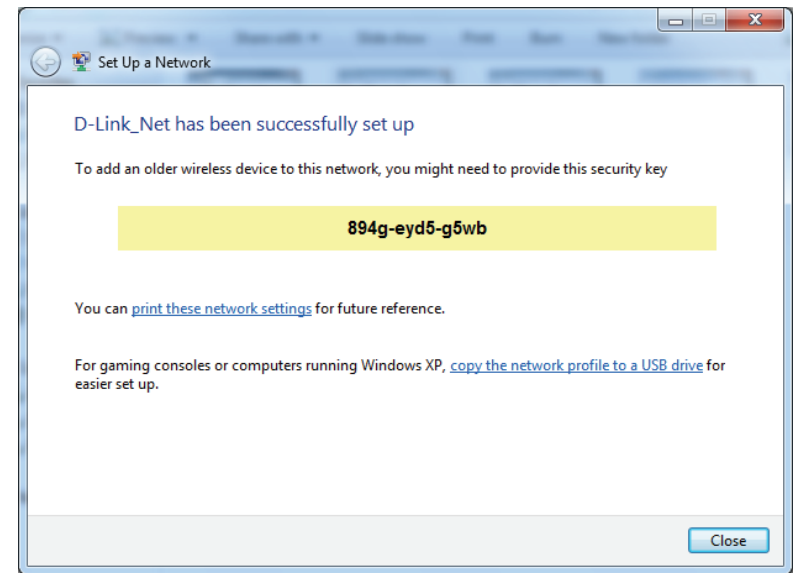 Set Up a Network
D-Link_Net has been successfully set up
To add an older wireless device to this network, you might need to provide this security key
894g-eyd5-g5wb
You can print these network settings for future reference.
For gaming consoles or computers running Windows XP, copy the network profile to a USB drive for
easier set up.
Close